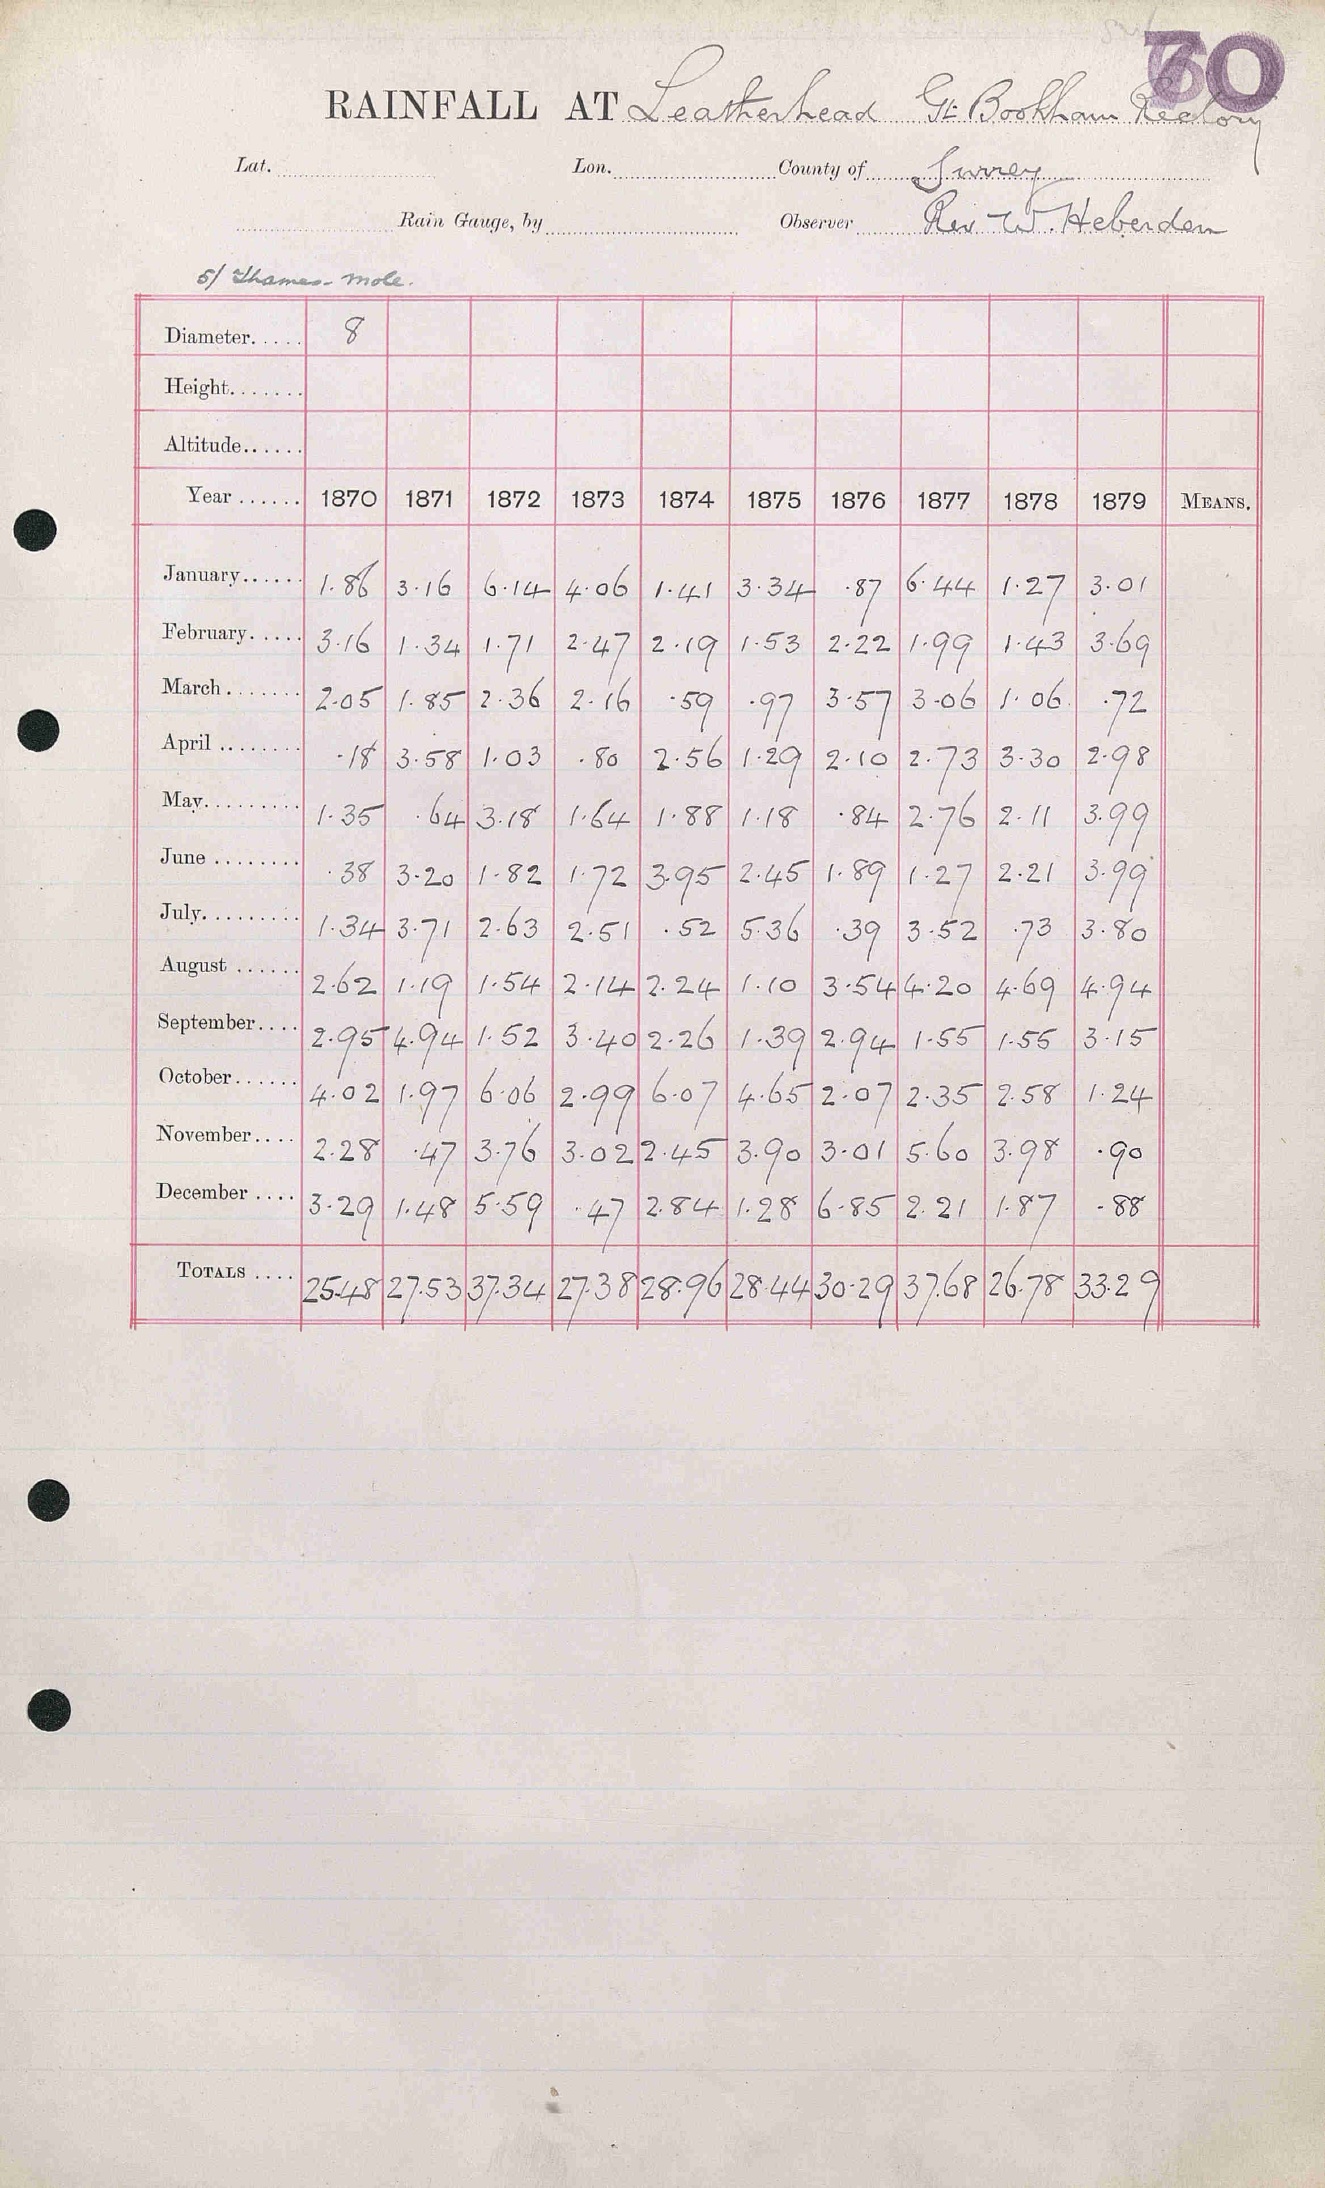 70
RAINFALL AT Leatherhead Gt. Bookham Rectory
Lat. Lon. County of Surrey
Rain Gauge, by Observer Rev W. Heberden
5/ Thames - Mole.
Diameter..... 8
Height.......
Altitude......
Year ...... 1870 1871 1872 1873 1874 1875 1876 1877 1878 1879 MEANS.
January...... 1.86 3.16 6.14 4.06 1.41 3.34 .87 6.44 1.27 3.01
February..... 3.16 1.34 1.71 2.47 2.19 1.53 2.22 1.99 1.43 3.69
March....... 2.05 1.85 2.36 2.16 .59 .97 3.57 3.06 1.06 .72
April ........ .18 3.58 1.03 .80 2.56 1.29 2.10 2.73 3.30 2.98
May......... 1.35 .64 3.18 1.64 1.88 1.18 .84 2.76 2.11 3.99
June ........ .38 3.20 1.82 1.72 3.95 2.45 1.89 1.27 2.21 3.99
July......... 1.34 3.71 2.63 2.51 .52 5.36 .39 3.52 .73 3.80
August ...... 2.62 1.19 1.54 2.14 2.24 1.10 3.54 4.20 4.69 4.94
September.... 2.95 4.94 1.52 3.40 2.26 1.39 2.94 1.55 1.55 3.15
October...... 4.02 1.97 6.06 2.99 6.07 4.65 2.07 2.35 2.58 1.24
November.... 2.28 .47 3.76 3.02 2.45 3.90 3.01 5.60 3.98 .90
December .... 3.29 1.48 5.59 .47 2.84 1.28 6.85 2.21 1.87 .88
TOTALS .... 25.48 27.53 37.34 27.38 28.96 28.44 30.29 37.68 26.78 33.29